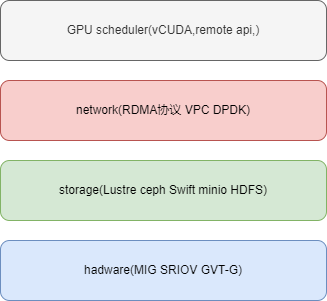 GPU scheduler(vCUDA,remote api,)
network(RDMA协议 VPC DPDK)
storage(Lustre ceph Swift minio HDFS)
hadware(MIG SRIOV GVT-G)